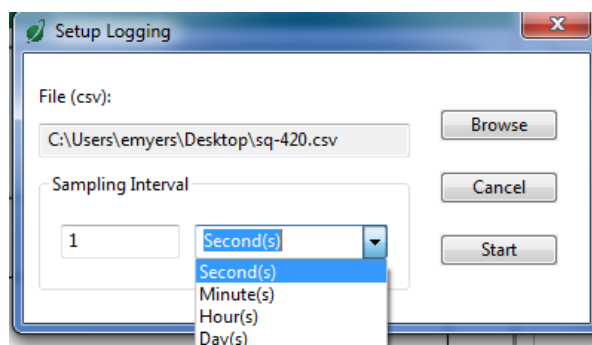 Setup Logging
File (csv):
C:\Users\emyers\Desktop\sq-420.csv
Browse
Sampling Interval
Cancel
1
Second(s)
Start
Second(s)
Minute(s)
Hour(s)
Day(s)